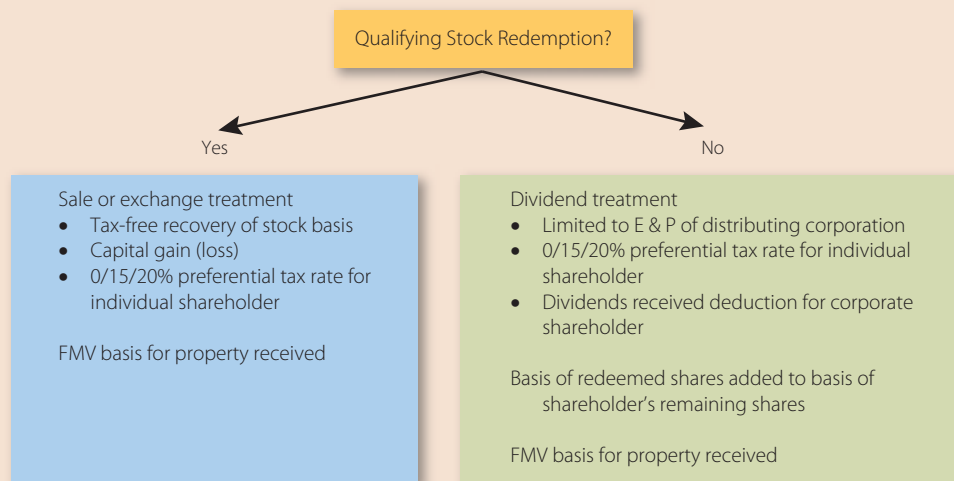 Qualifying Stock Redemption?
Yes
No
Sale or exchange treatment
• Tax-free recovery of stock basis
• Capital gain (loss)
• 0/15/20% preferential tax rate for
individual shareholder
FMV basis for property received
Dividend treatment
• Limited to E & P of distributing corporation
• 0/15/20% preferential tax rate for individual
shareholder
• Dividends received deduction for corporate
shareholder
Basis of redeemed shares added to basis of
shareholder’s remaining shares
FMV basis for property received